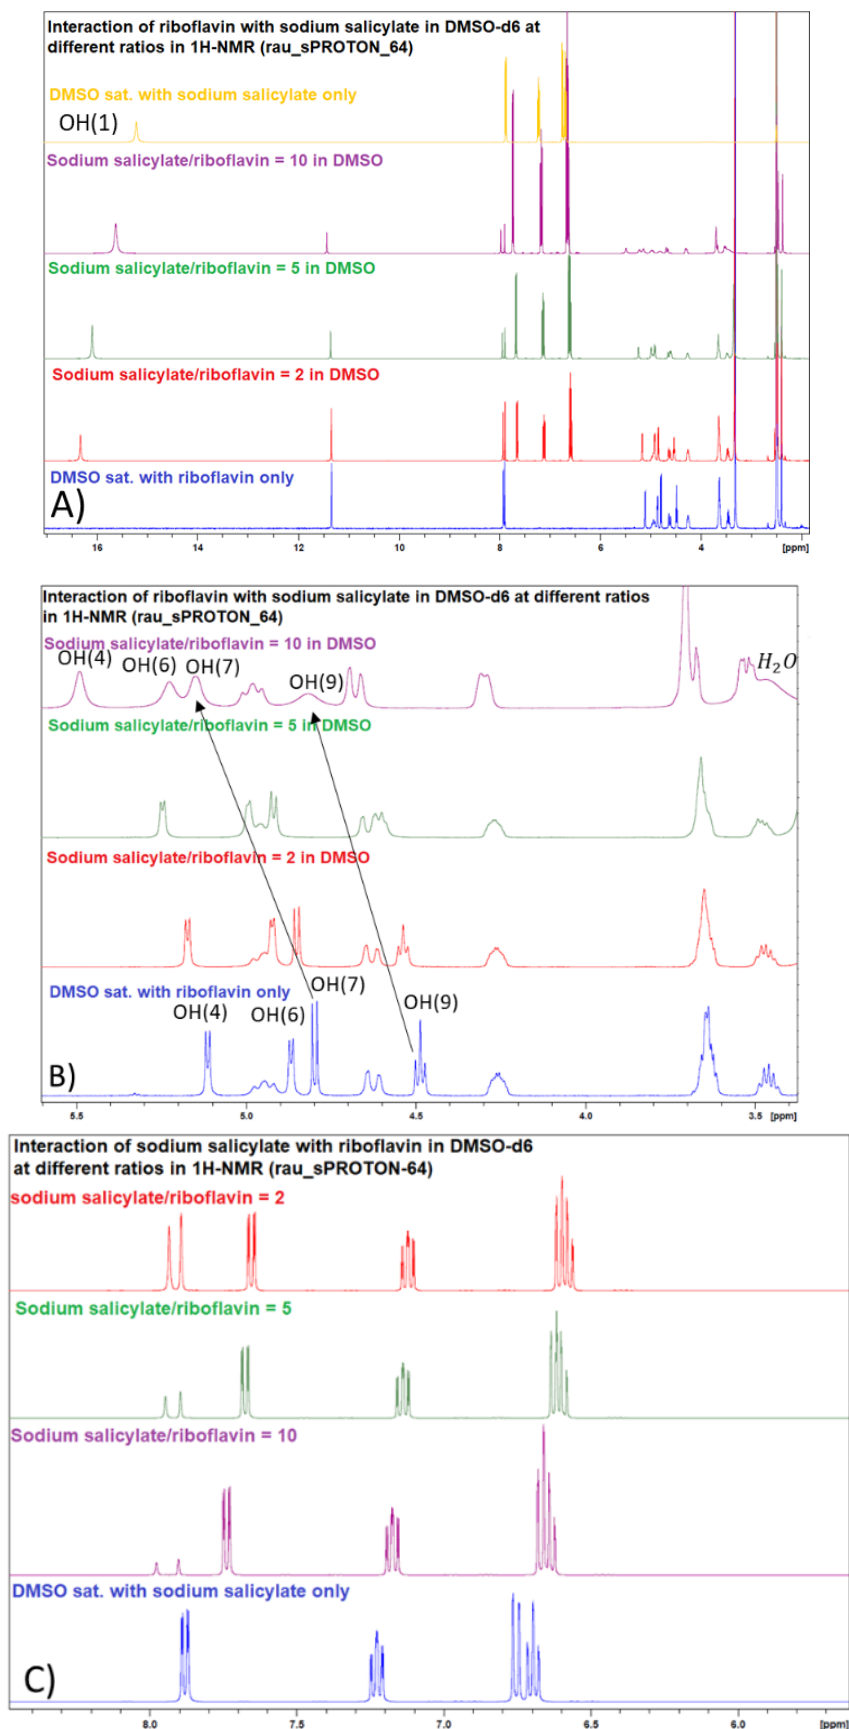 Interaction of riboflavin with sodium salicylate in DMSO-d6 at
different ratios in 1H-NMR (rau_sPROTON_64)
DMSO sat. with sodium salicylate only
OH(1)
Sodium salicylate/riboflavin = 10 in DMSO
Sodium salicylate/riboflavin = 5 in DMSO
Sodium salicylate/riboflavin = 2 in DMSO
DMSO sat. with riboflavin only
A)
16 14 12 10 8 6 4 [ppm]
Interaction of riboflavin with sodium salicylate in DMSO-d6 at different ratios
in 1H-NMR (rau_sPROTON_64)
Sodium salicylate/riboflavin = 10 in DMSO
OH(4) OH(6) OH(7) OH(9) H2O
Sodium salicylate/riboflavin = 5 in DMSO
Sodium salicylate/riboflavin = 2 in DMSO
DMSO sat. with riboflavin only
OH(4) OH(6) OH(7) OH(9)
B)
5.5 5.0 4.5 4.0 3.5 [ppm]
Interaction of sodium salicylate with riboflavin in DMSO-d6
at different ratios in 1H-NMR (rau_sPROTON-64)
sodium salicylate/riboflavin = 2
Sodium salicylate/riboflavin = 5
Sodium salicylate/riboflavin = 10
DMSO sat. with sodium salicylate only
C)
8.0 7.5 7.0 6.5 6.0 [ppm]